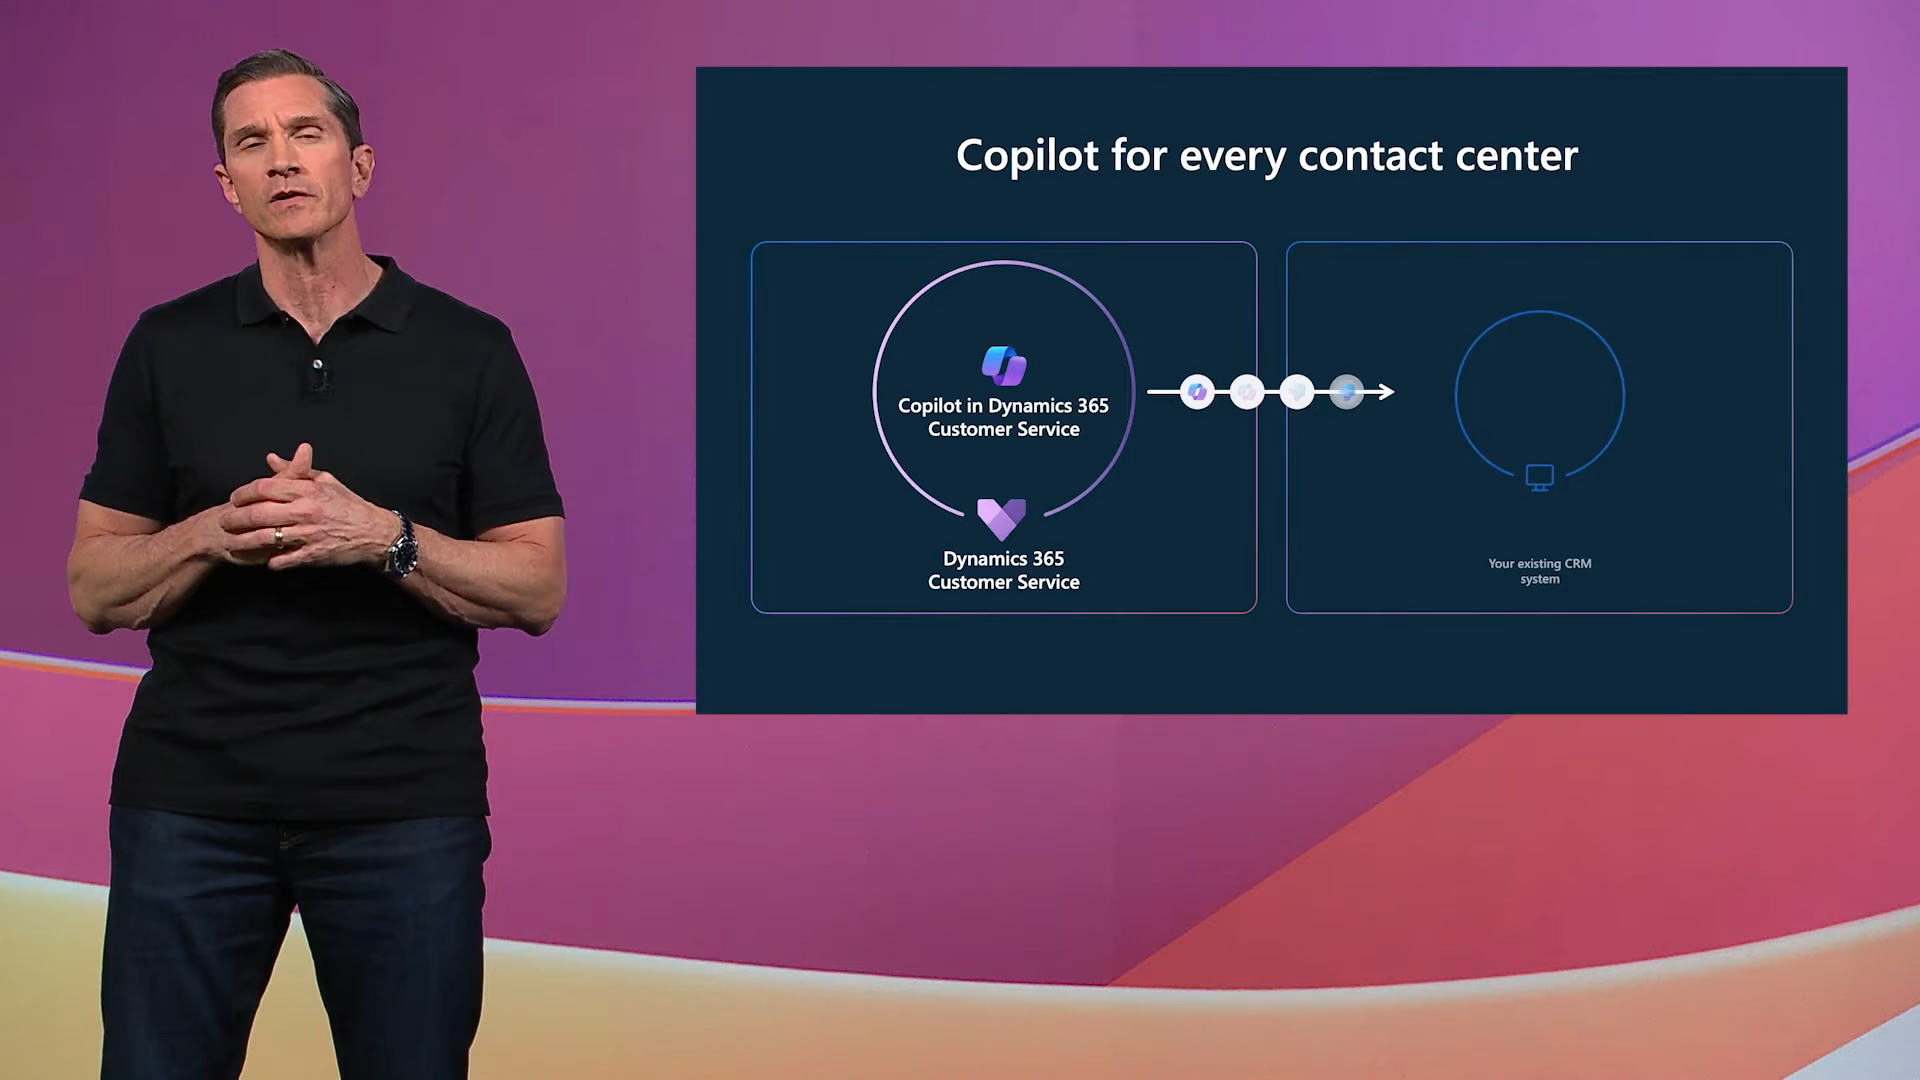 Copilot for every contact center
Copilot in Dynamics 365
Customer Service
Dynamics 365
Customer Service
Your existing CRM
system